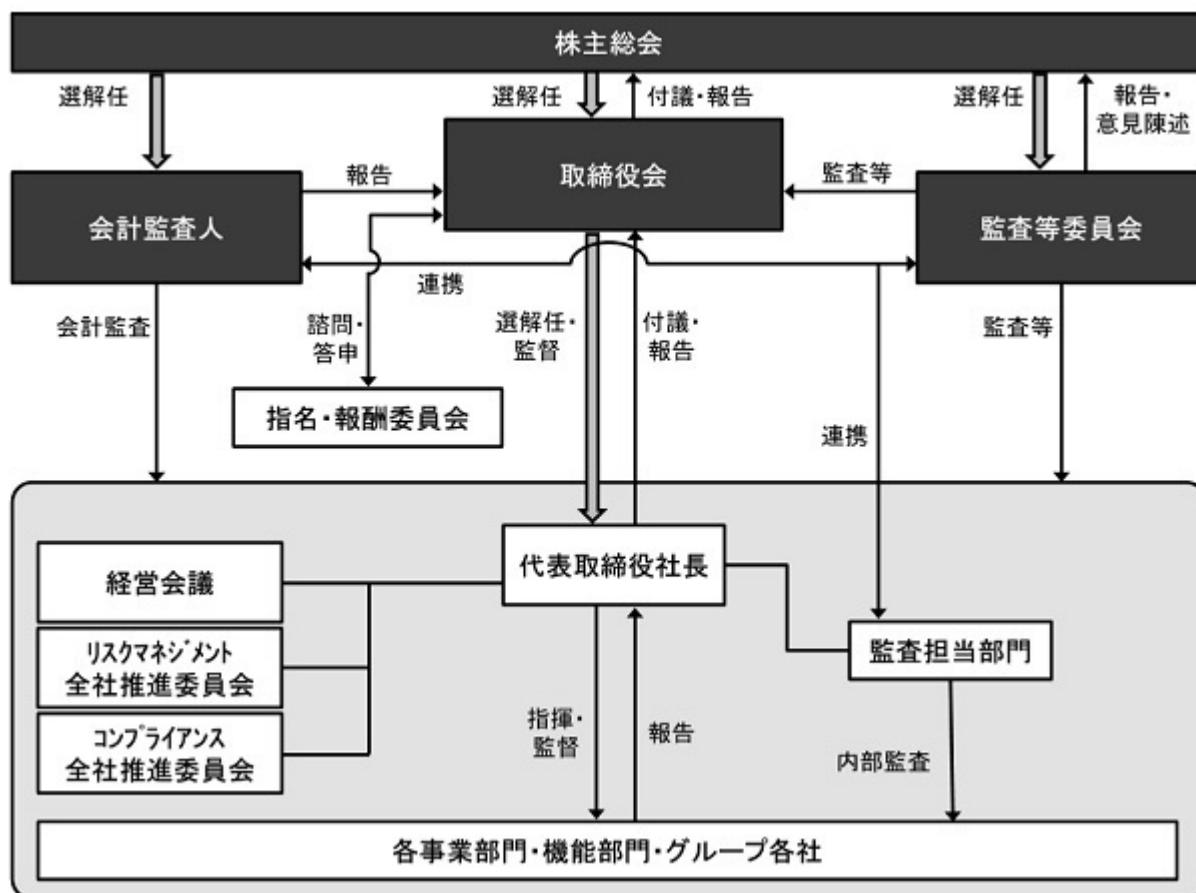 株主総会
選解任
選解任
付議・報告
選解任
報告・
意見陳述
会計監査人
報告
取締役会
監査等
監査等委員会
連携
会計監査
諮問・
答申
選解任・
監督
付議・
報告
監査等
指名・報酬委員会
連携
代表取締役社長
経営会議
リスクマネジメント
全社推進委員会
監査担当部門
コンプライアンス
全社推進委員会
指揮・
監督
報告
内部監査
各事業部門・機能部門・グループ各社